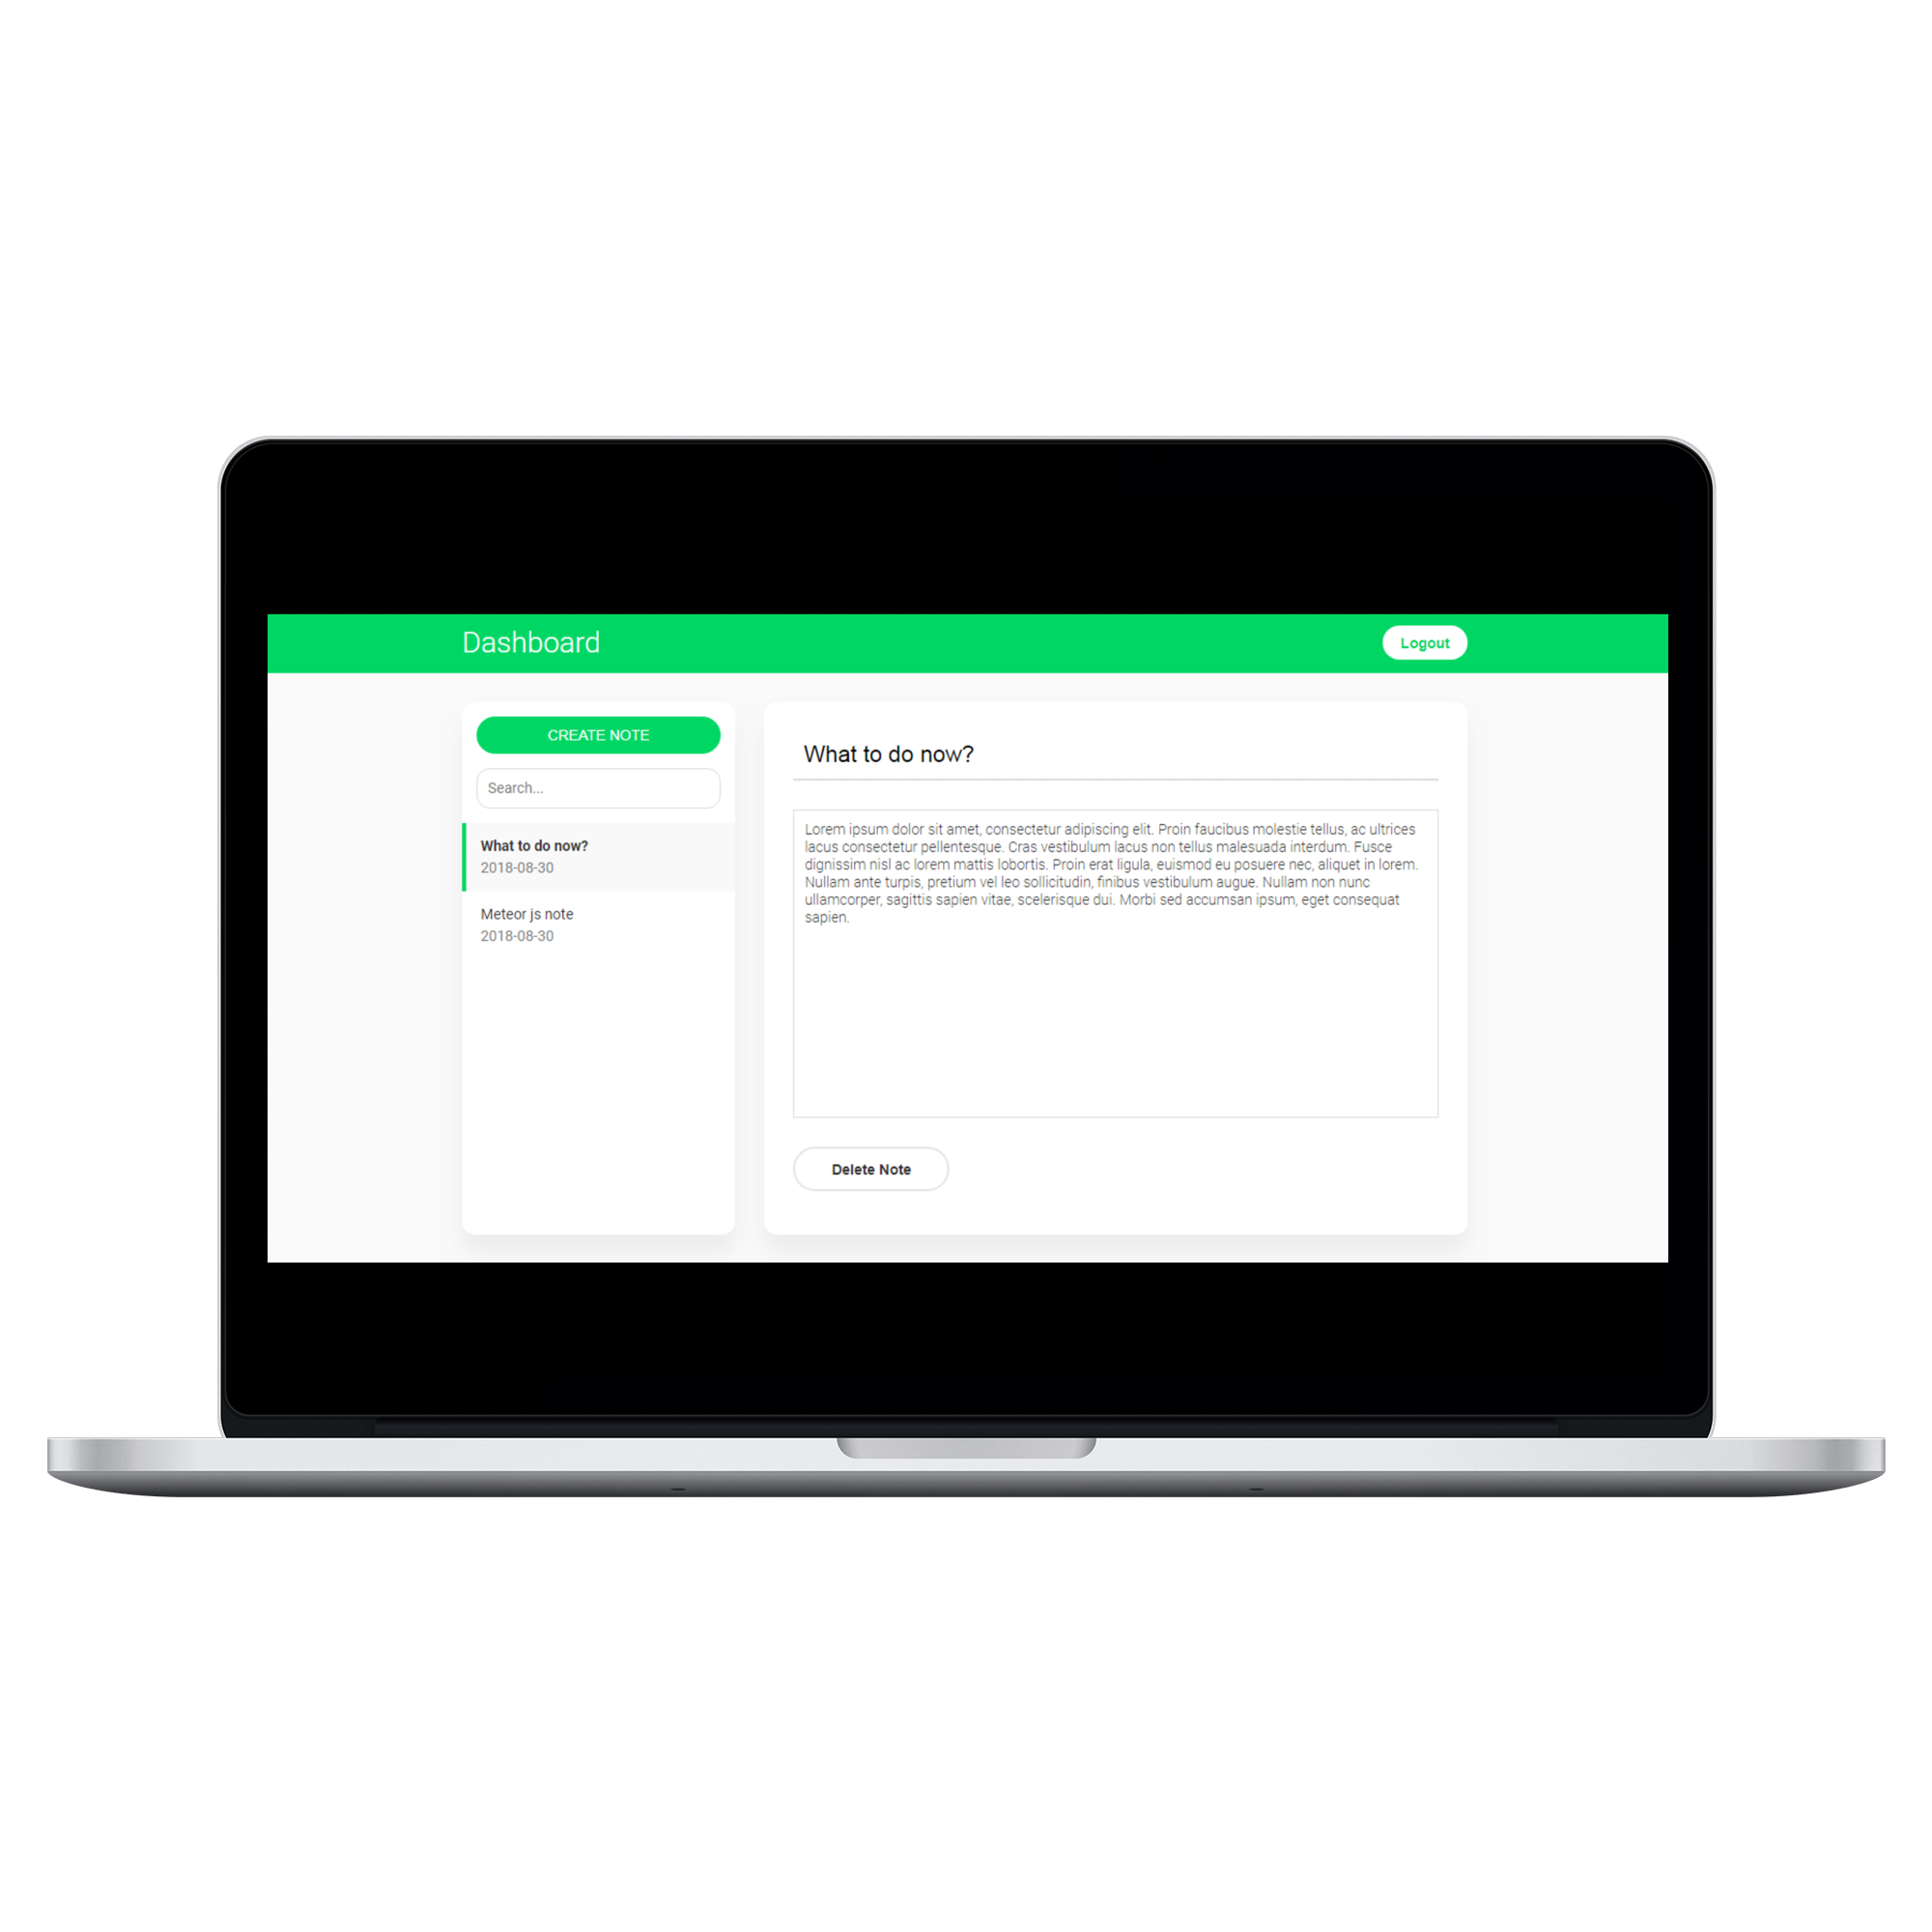 Dashboard
Logout
CREATE NOTE
Search...
What to do now?
2018-08-30
Meteor js note
2018-08-30
What to do now?
Lorem ipsum dolor sit amet, consectetur adipiscing elit. Proin faucibus molestie tellus, ac ultrices
lacus consectetur pellentesque. Cras vestibulum lacus non tellus malesuada interdum. Fusce
dignissim nisl ac lorem mattis lobortis. Proin erat ligula, euismod eu posuere nec, aliquet in lorem.
Nullam ante turpis, pretium vel leo sollicitudin, finibus vestibulum augue. Nullam non nunc
ullamcorper, sagittis sapien vitae, scelerisque dui. Morbi sed accumsan ipsum, eget consequat
sapien.
Delete Note